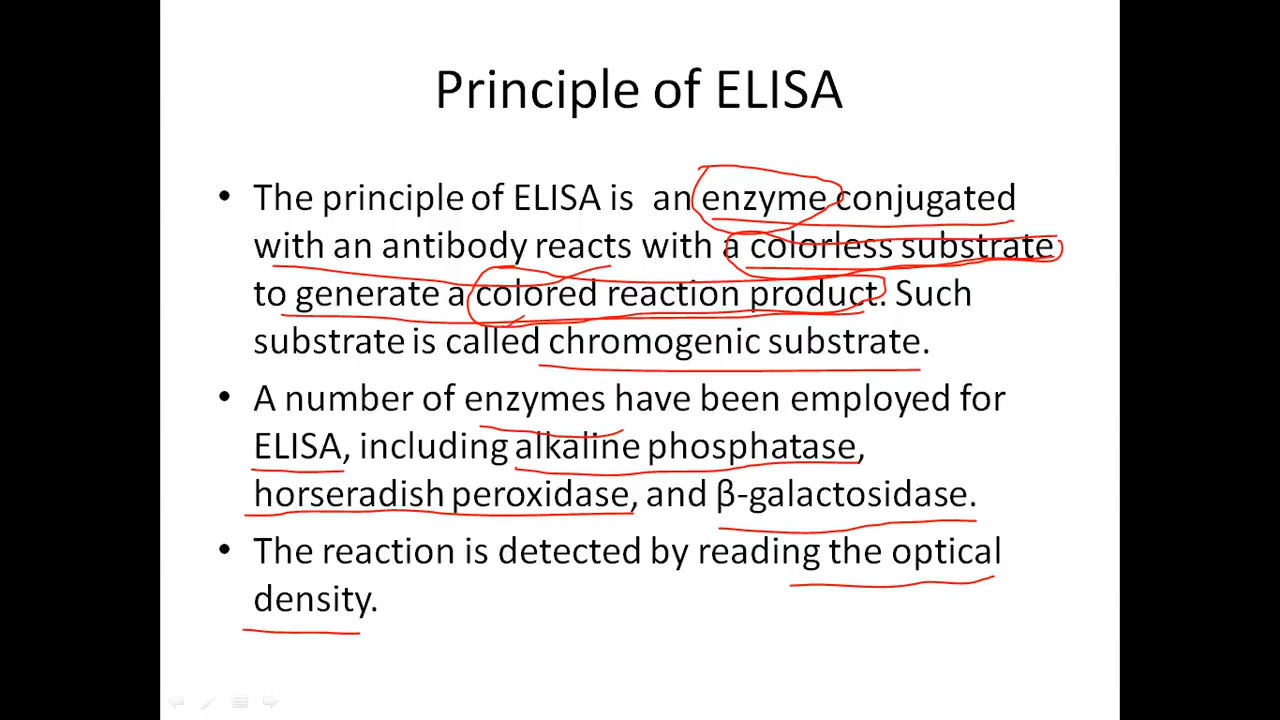 Principle of ELISA
• The principle of ELISA is an enzyme conjugated
with an antibody reacts with a colorless substrate
to generate a colored reaction product. Such
substrate is called chromogenic substrate.
• A number of enzymes have been employed for
ELISA, including alkaline phosphatase,
horseradish peroxidase, and β-galactosidase.
• The reaction is detected by reading the optical
density.